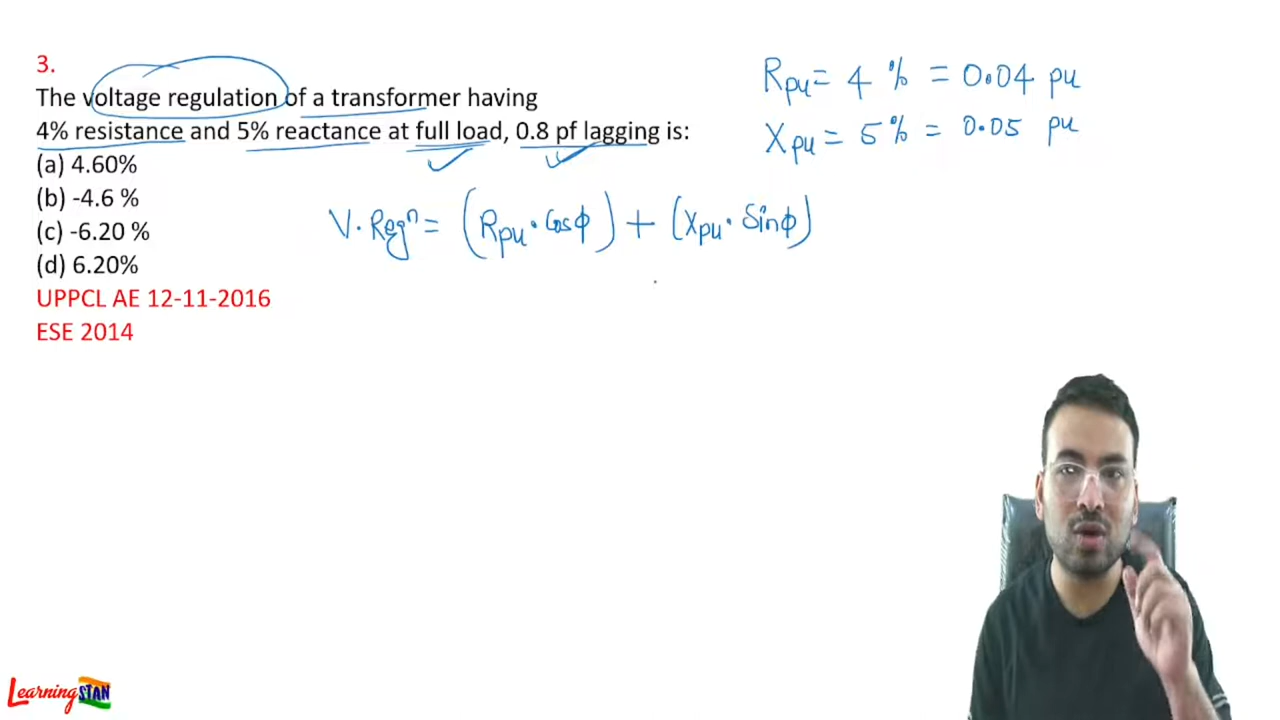 3.
The voltage regulation of a transformer having
4% resistance and 5% reactance at full load, 0.8 pf lagging is:
(a) 4.60%
(b) -4.6 %
(c) -6.20 %
(d) 6.20%
UPPCL AE 12-11-2016
ESE 2014
Rpu = 4 % = 0.04 pu
Xpu = 5% = 0.05 pu
V. Regⁿ = (Rpu · Cosϕ) + (Xpu · Sinϕ)
LearningSTAN